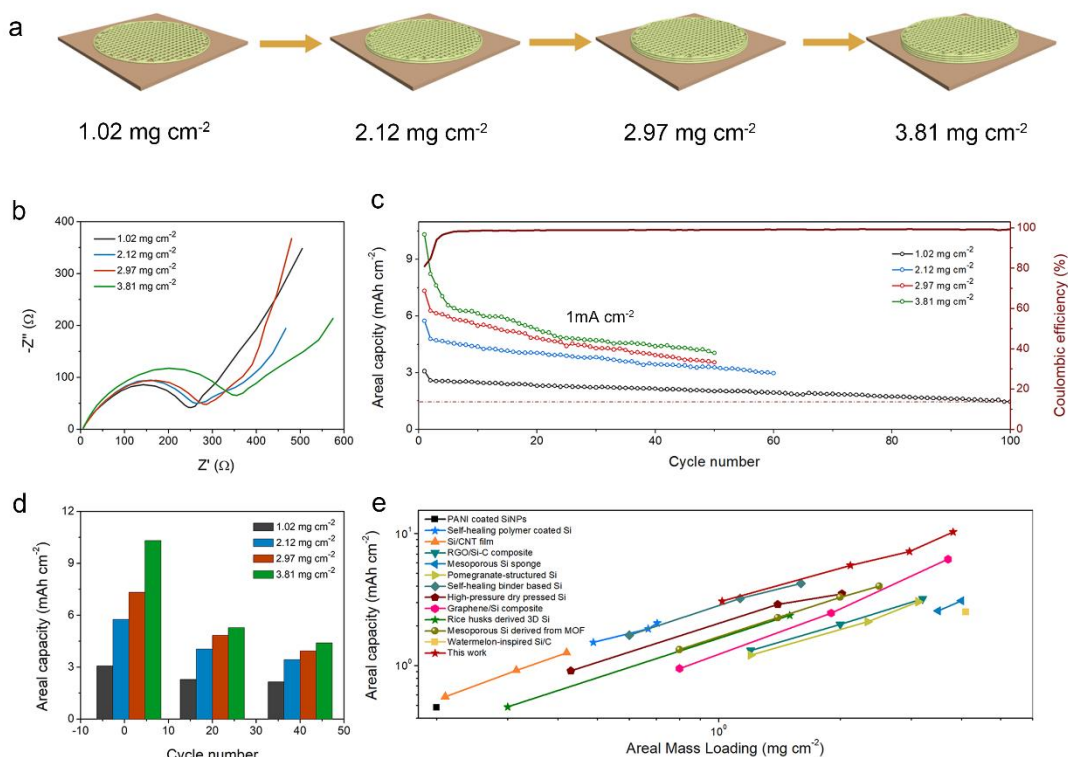 a
1.02 mg cm⁻²
2.12 mg cm⁻²
2.97 mg cm⁻²
3.81 mg cm⁻²
b
400
300
200
100
0
-Z'' (Ω)
1.02 mg cm⁻²
2.12 mg cm⁻²
2.97 mg cm⁻²
3.81 mg cm⁻²
0 100 200 300 400 500 600
Z' (Ω)
c
9
6
3
0
Areal capcity (mAh cm⁻²)
1mA cm⁻²
1.02 mg cm⁻²
2.12 mg cm⁻²
2.97 mg cm⁻²
3.81 mg cm⁻²
100
80
60
40
20
0
Coulombic efficiency (%)
0 20 40 60 80 100
Cycle number
d
12
9
6
3
0
Areal capacity (mAh cm⁻²)
1.02 mg cm⁻²
2.12 mg cm⁻²
2.97 mg cm⁻²
3.81 mg cm⁻²
-10 0 10 20 30 40 50
Cycle number
e
10¹
10⁰
Areal capacity (mAh cm⁻²)
PANI coated SiNPs
Self-healing polymer coated Si
Si/CNT film
RGO/Si-C composite
Mesoporous Si sponge
Pomegranate-structured Si
Self-healing binder based Si
High-pressure dry pressed Si
Graphene/Si composite
Rice husks derived 3D Si
Mesoporous Si derived from MOF
Watermelon-inspired Si/C
This work
10⁰
Areal Mass Loading (mg cm⁻²)